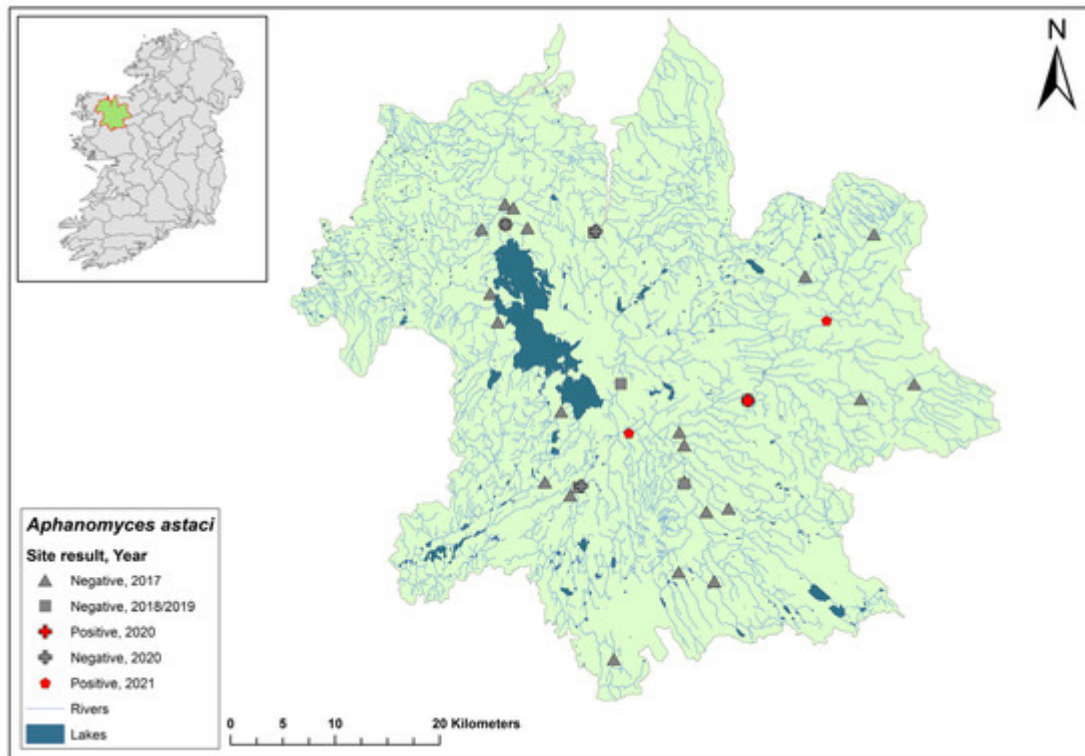 N
Aphanomyces astaci
Site result, Year
Negative, 2017
Negative, 2018/2019
Positive, 2020
Negative, 2020
Positive, 2021
Rivers
Lakes
0 5 10 20 Kilometers